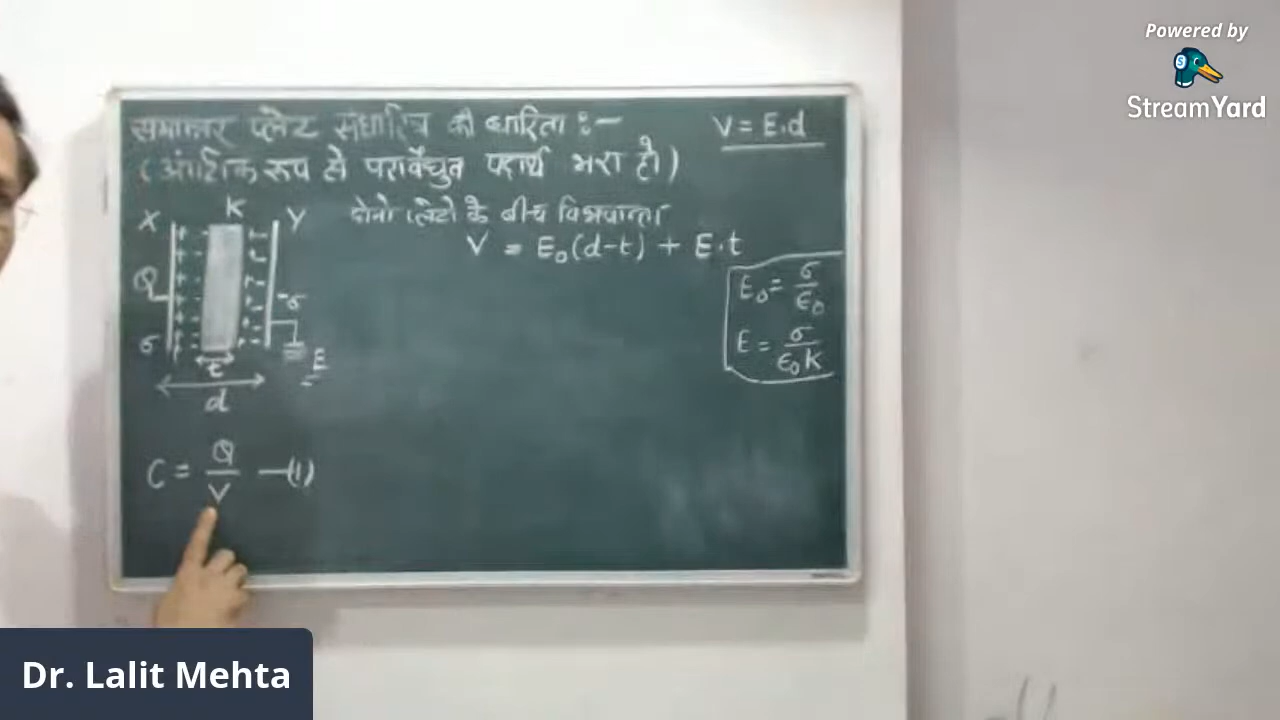 Powered by
StreamYard
समान्तर प्लेट संधारित्र की धारिता :-
V = E.d
(आंशिक रूप से परावैद्युत पदार्थ भरा हो)
दोनो प्लेटो के बीच विभवान्तर
V = E₀(d-t) + E.t
X K Y
Q
-σ
σ
t
E
d
E₀ = σ/ε₀
E = σ/ε₀K
C = Q/V —(1)
Dr. Lalit Mehta